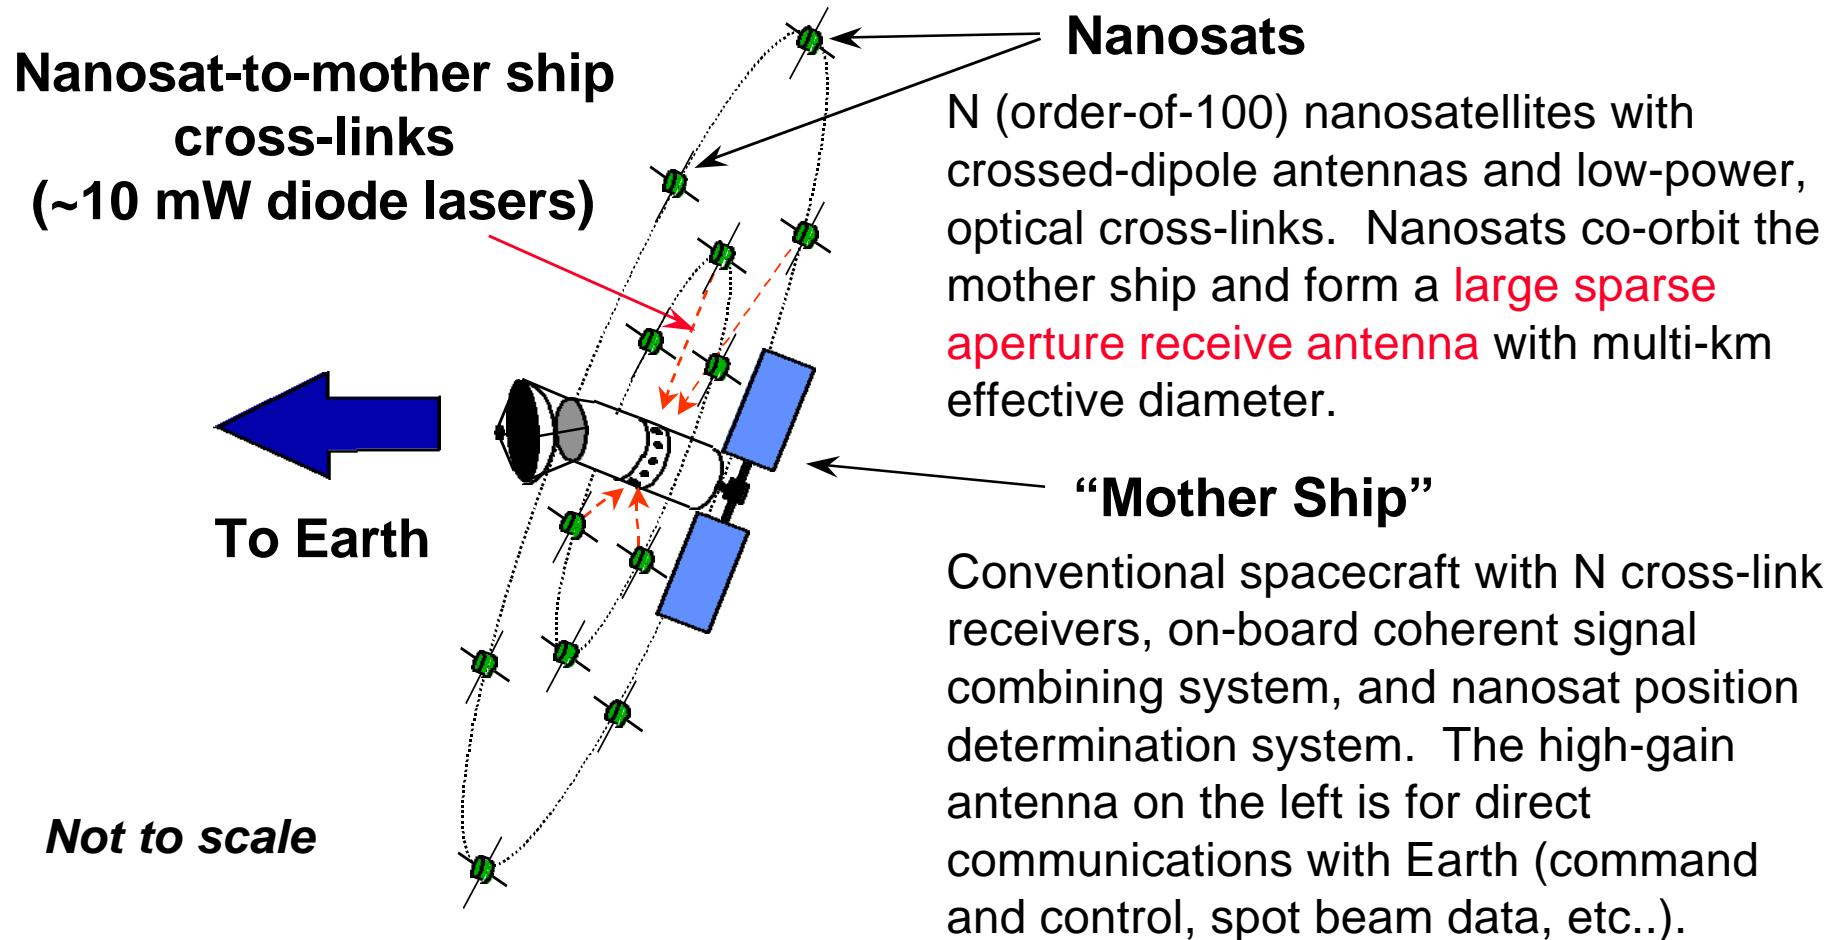 Nanosat-to-mother ship
cross-links
(~10 mW diode lasers)
To Earth
Not to scale
Nanosats
N (order-of-100) nanosatellites with
crossed-dipole antennas and low-power,
optical cross-links.  Nanosats co-orbit the
mother ship and form a large sparse
aperture receive antenna with multi-km
effective diameter.
“Mother Ship”
Conventional spacecraft with N cross-link
receivers, on-board coherent signal
combining system, and nanosat position
determination system.  The high-gain
antenna on the left is for direct
communications with Earth (command
and control, spot beam data, etc..).